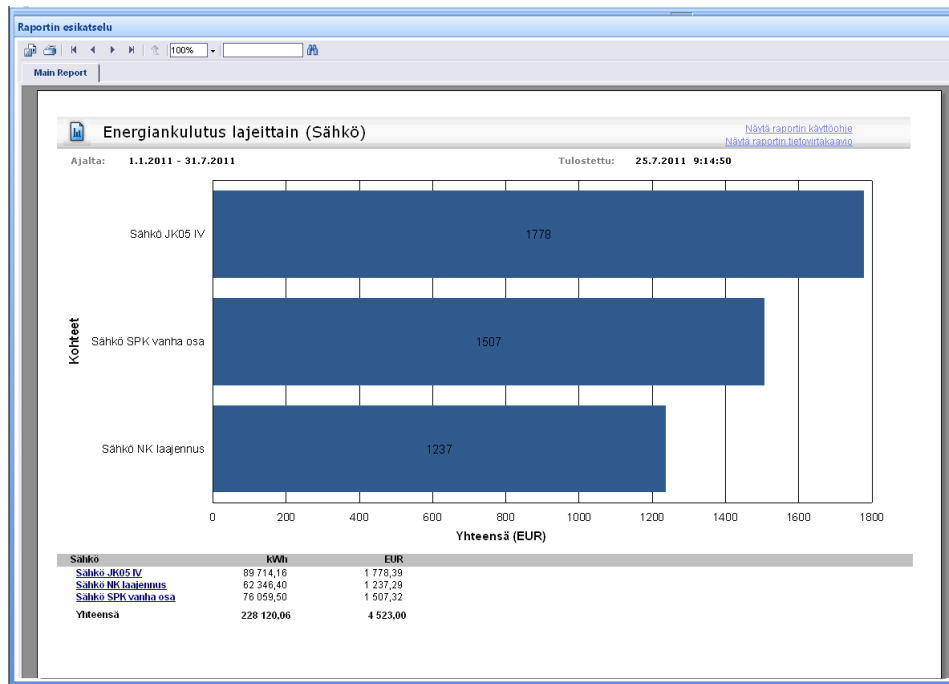 Raportin esikatselu
100%
Main Report
Energiankulutus lajeittain (Sähkö)
Näytä raportin käyttöohje
Näytä raportin tietovirtakaavio
Ajalta: 1.1.2011 - 31.7.2011 Tulostettu: 25.7.2011 9:14:50
Kohteet
Sähkö JK05 IV 1778
Sähkö SPK vanha osa 1507
Sähkö NK laajennus 1237
0 200 400 600 800 1000 1200 1400 1600 1800
Yhteensä (EUR)
Sähkö kWh EUR
Sähkö JK05 IV 89 714,16 1 778,39
Sähkö NK laajennus 62 346,40 1 237,29
Sähkö SPK vanha osa 76 059,50 1 507,32
Yhteensä 228 120,06 4 523,00